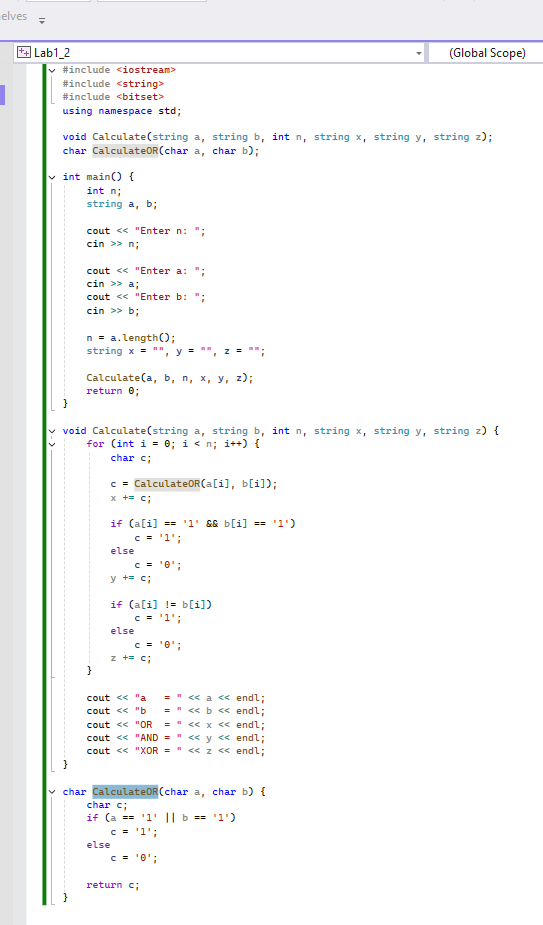 elves
Lab1_2 (Global Scope)
#include <iostream>
#include <string>
#include <bitset>
using namespace std;
void Calculate(string a, string b, int n, string x, string y, string z);
char CalculateOR(char a, char b);
int main() {
int n;
string a, b;
cout << "Enter n: ";
cin >> n;
cout << "Enter a: ";
cin >> a;
cout << "Enter b: ";
cin >> b;
n = a.length();
string x = "", y = "", z = "";
Calculate(a, b, n, x, y, z);
return 0;
}
void Calculate(string a, string b, int n, string x, string y, string z) {
for (int i = 0; i < n; i++) {
char c;
c = CalculateOR(a[i], b[i]);
x += c;
if (a[i] == '1' && b[i] == '1')
c = '1';
else
c = '0';
y += c;
if (a[i] != b[i])
c = '1';
else
c = '0';
z += c;
}
cout << "a   = " << a << endl;
cout << "b   = " << b << endl;
cout << "OR  = " << x << endl;
cout << "AND = " << y << endl;
cout << "XOR = " << z << endl;
}
char CalculateOR(char a, char b) {
char c;
if (a == '1' || b == '1')
c = '1';
else
c = '0';
return c;
}